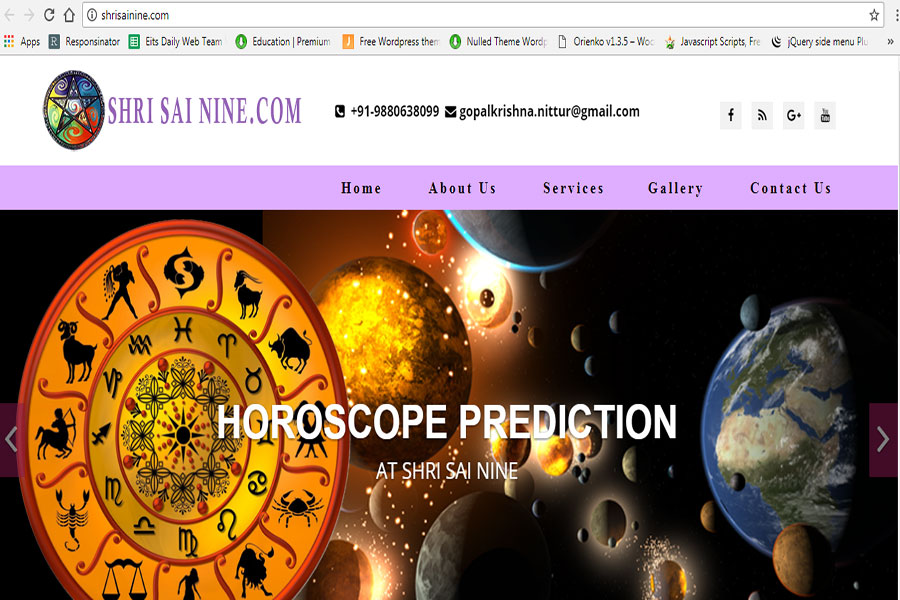 shrisainine.com
Apps Responsinator Eits Daily Web Team Education | Premium Free Wordpress them Nulled Theme Wordp Orienko v1.3.5 – Woo Javascript Scripts, Fre jQuery side menu Plu »
SHRI SAI NINE.COM
+91-9880638099 gopalkrishna.nittur@gmail.com
Home About Us Services Gallery Contact Us
HOROSCOPE PREDICTION
AT SHRI SAI NINE